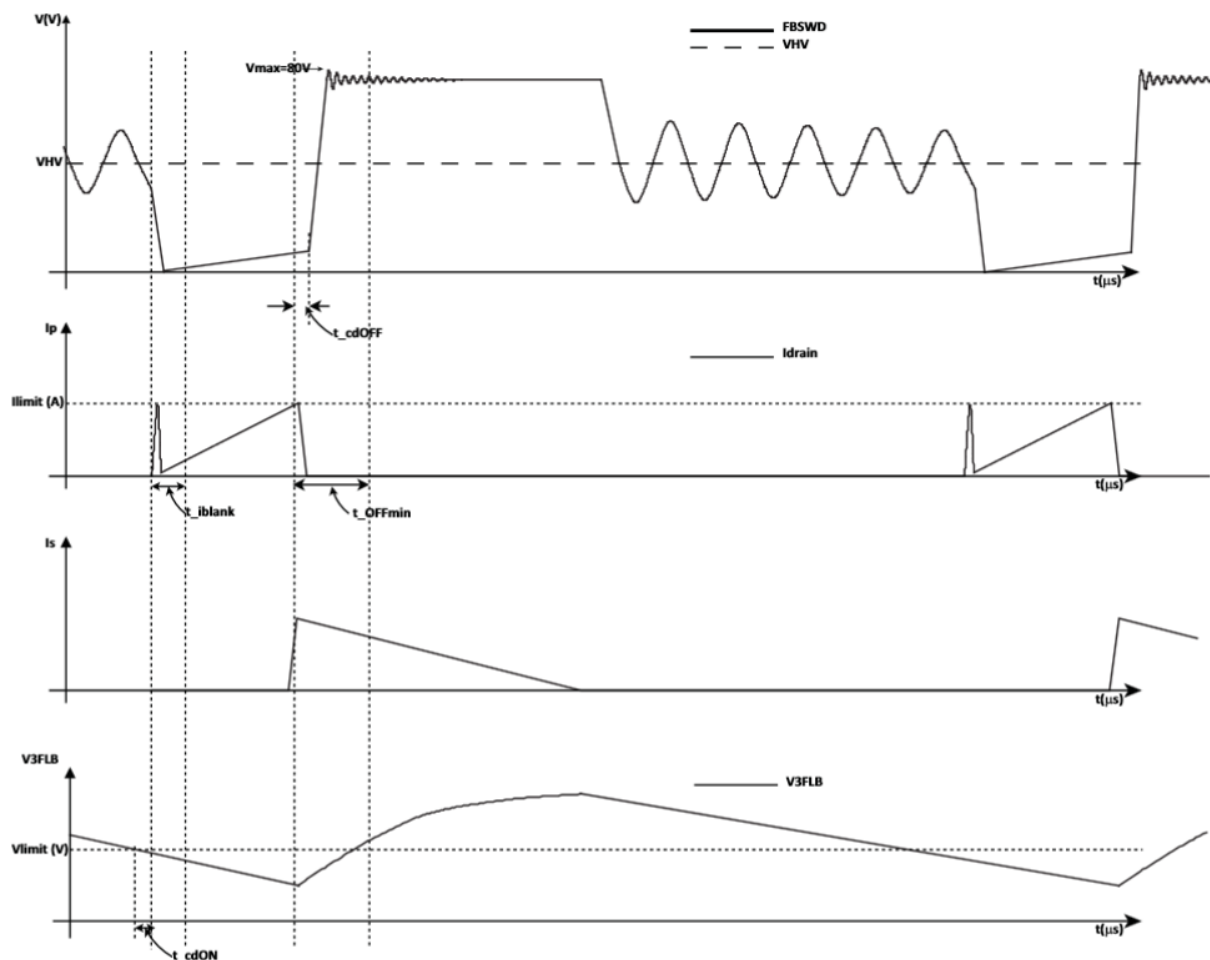 V(V)
FBSWD
VHV
Vmax=80V
VHV
t(µs)
t_cdOFF
Ip
Idrain
Ilimit (A)
t(µs)
t_iblank
t_OFFmin
Is
t(µs)
V3FLB
V3FLB
Vlimit (V)
t(µs)
t_cdON